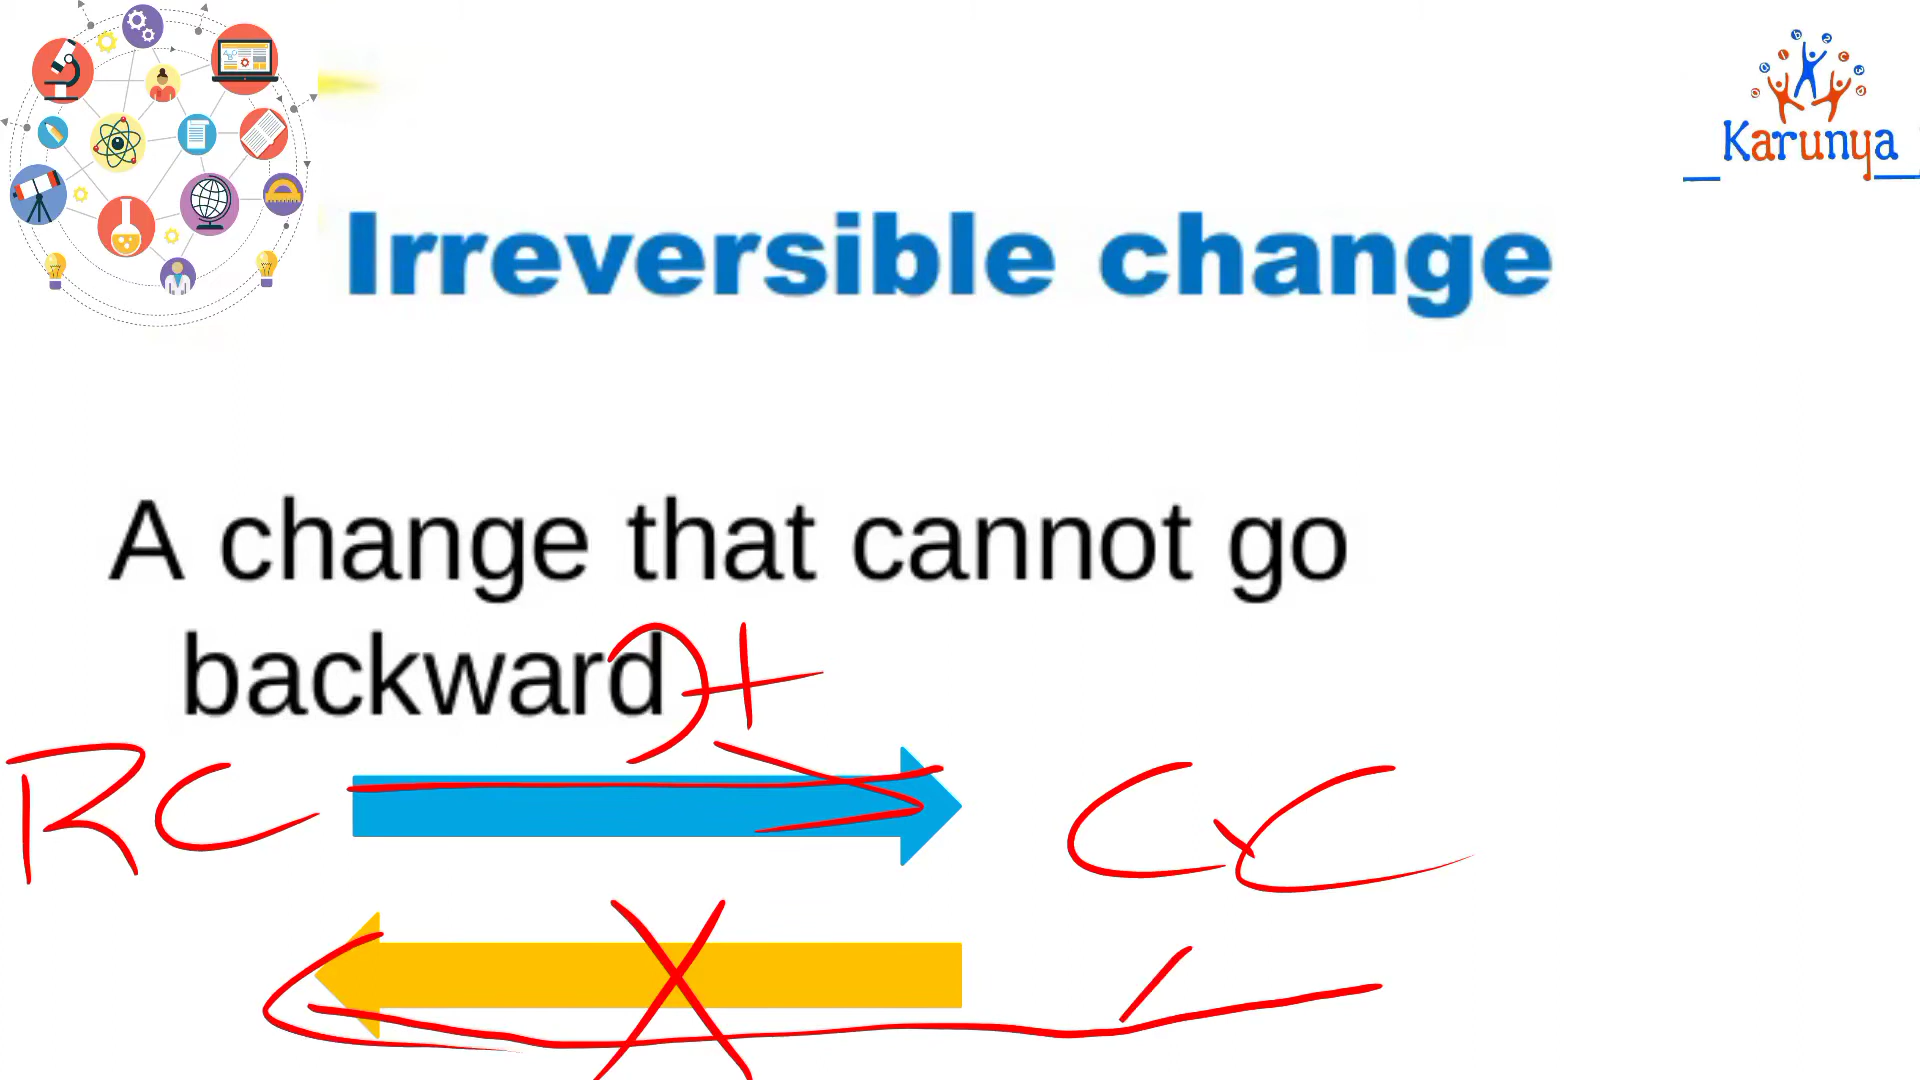 Karunya
Irreversible change
A change that cannot go
backward
RC
CC